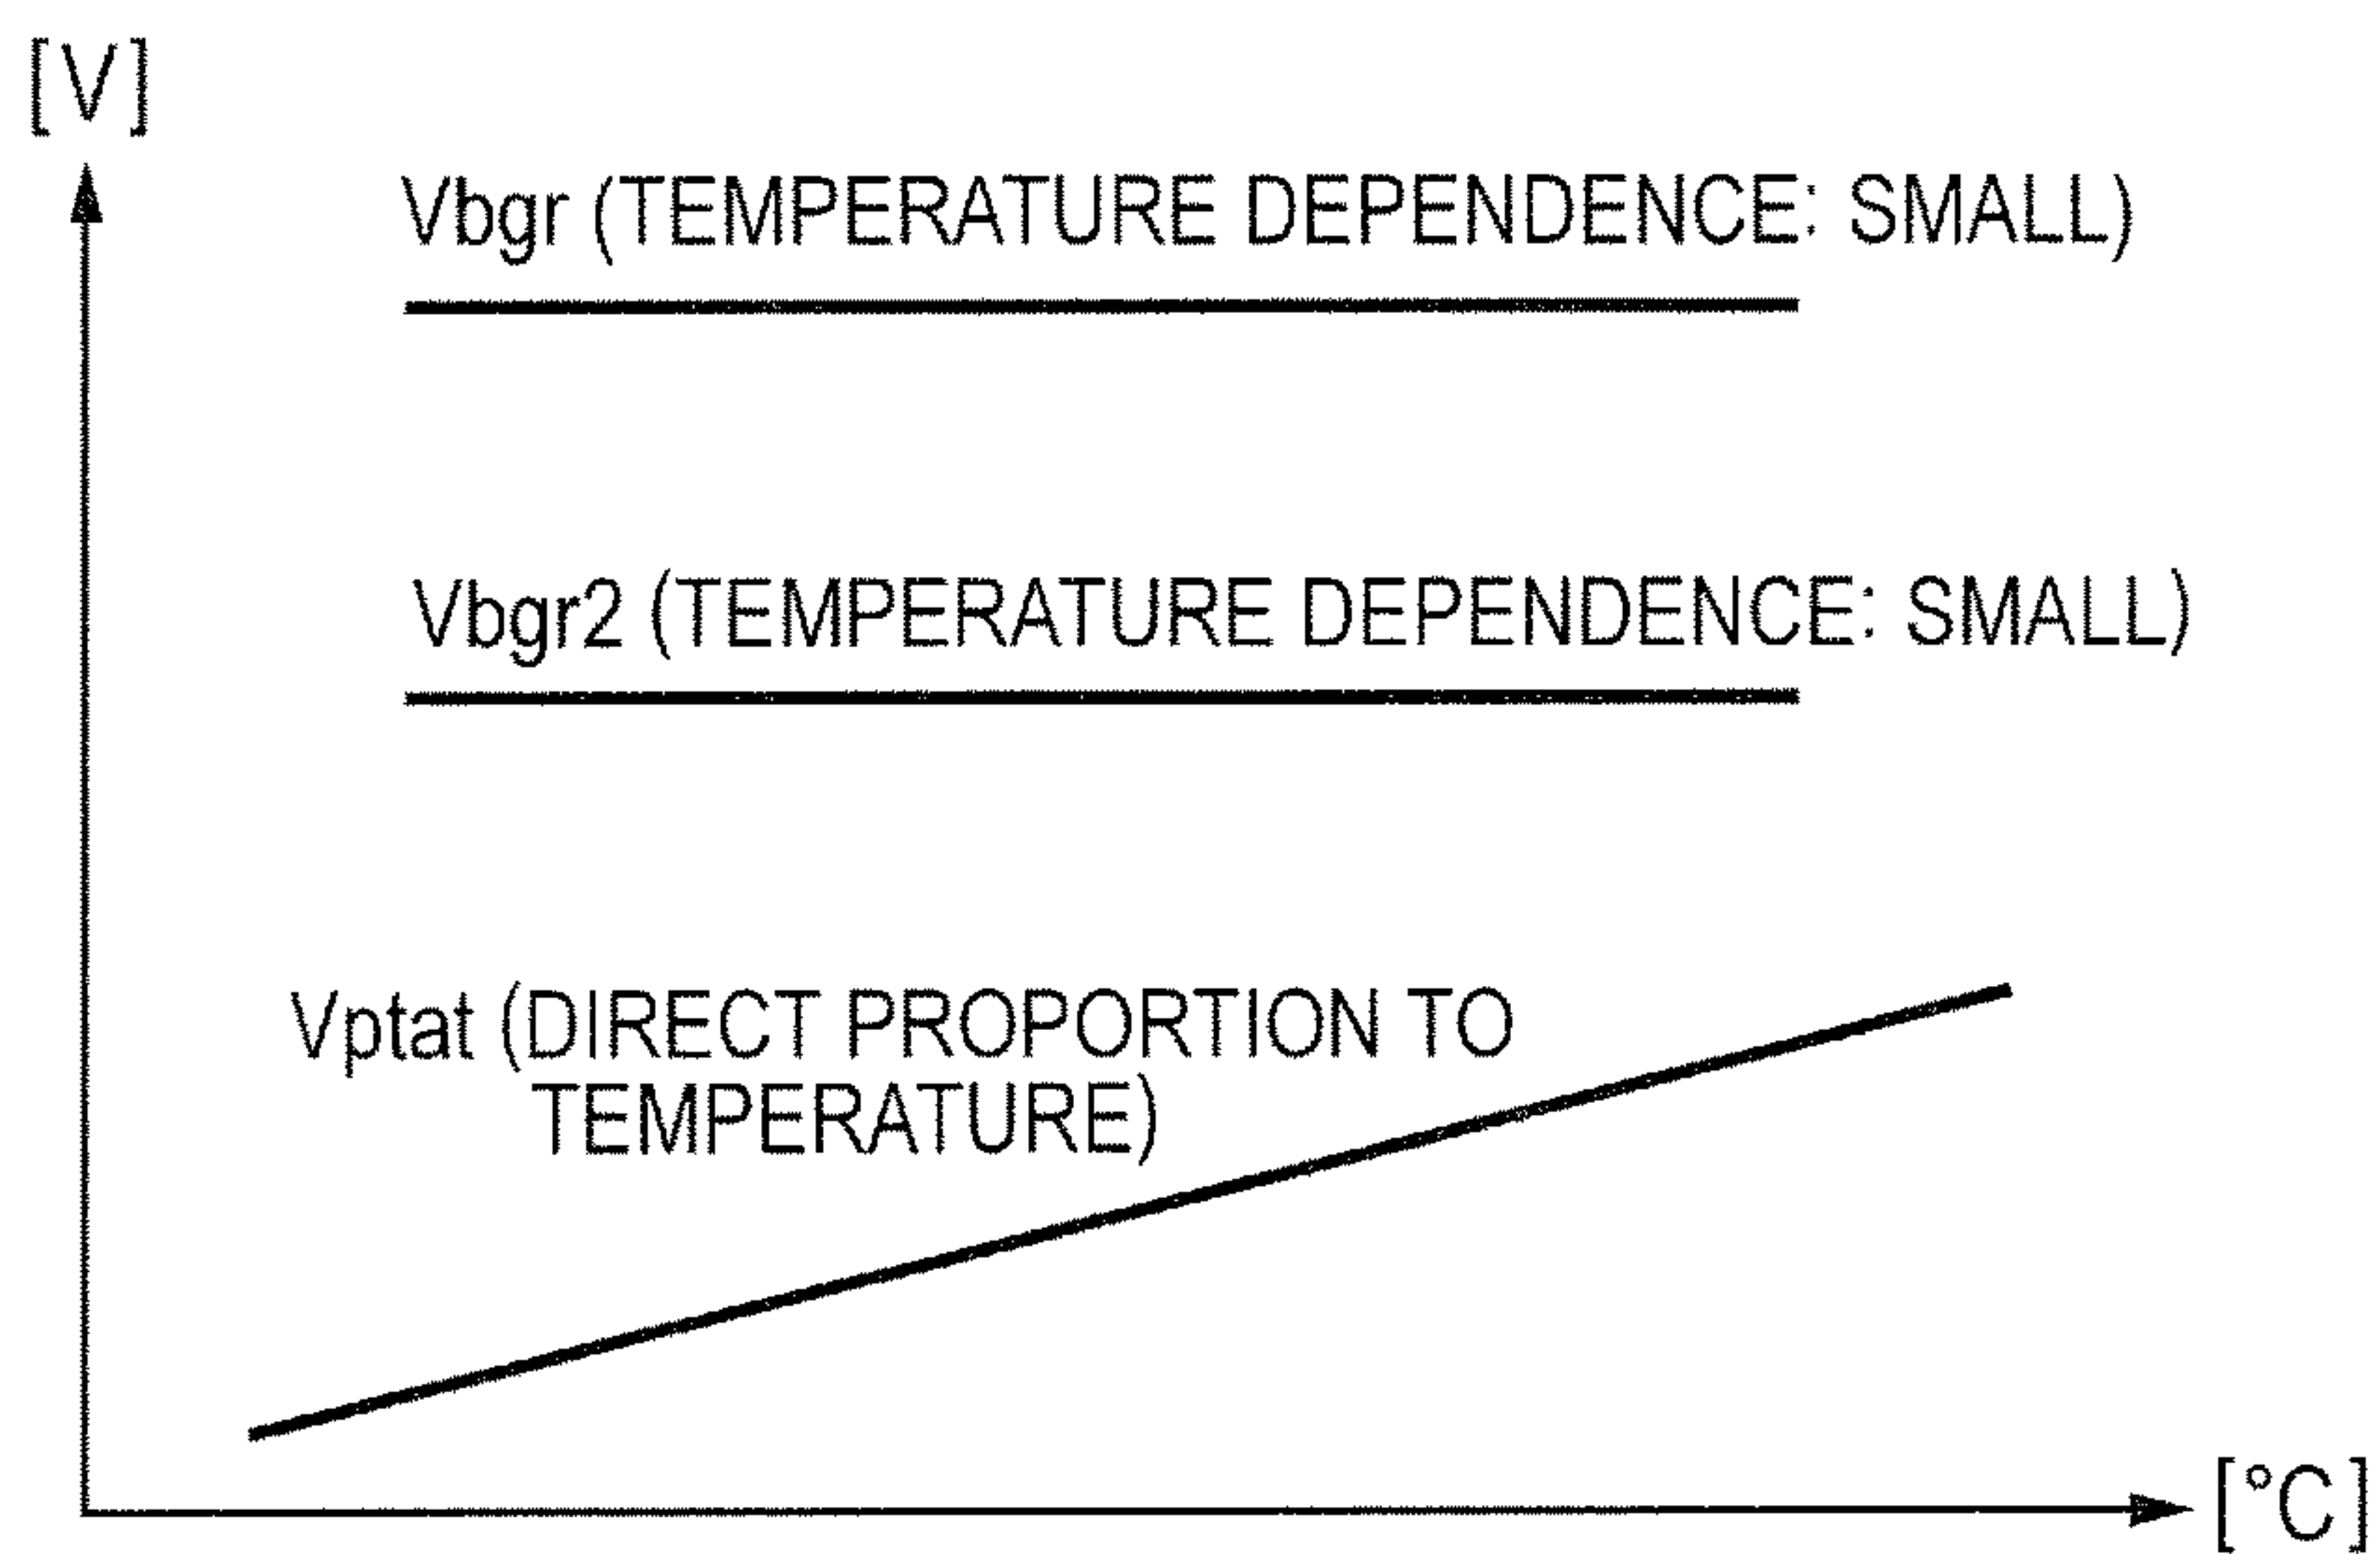 [V]
Vbgr (TEMPERATURE DEPENDENCE: SMALL)
Vbgr2 (TEMPERATURE DEPENDENCE: SMALL)
Vptat (DIRECT PROPORTION TO
TEMPERATURE)
[°C]